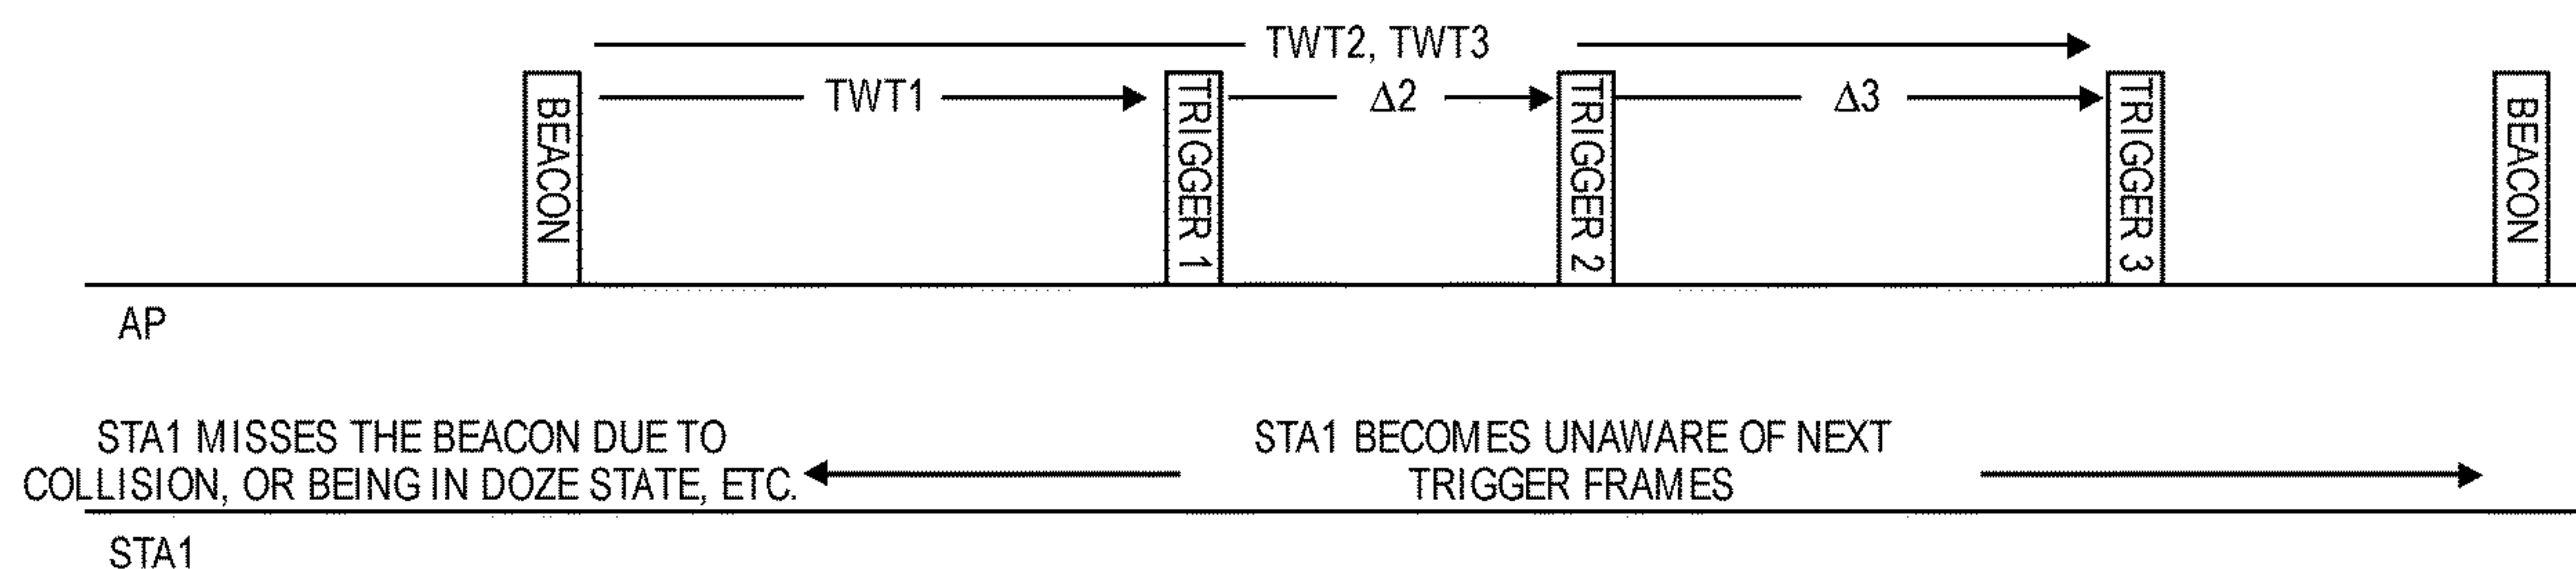 TWT2, TWT3
BEACON
TWT1
TRIGGER 1
Δ2
TRIGGER 2
Δ3
TRIGGER 3
BEACON
AP
STA1 MISSES THE BEACON DUE TO
COLLISION, OR BEING IN DOZE STATE, ETC.
STA1 BECOMES UNAWARE OF NEXT
TRIGGER FRAMES
STA1